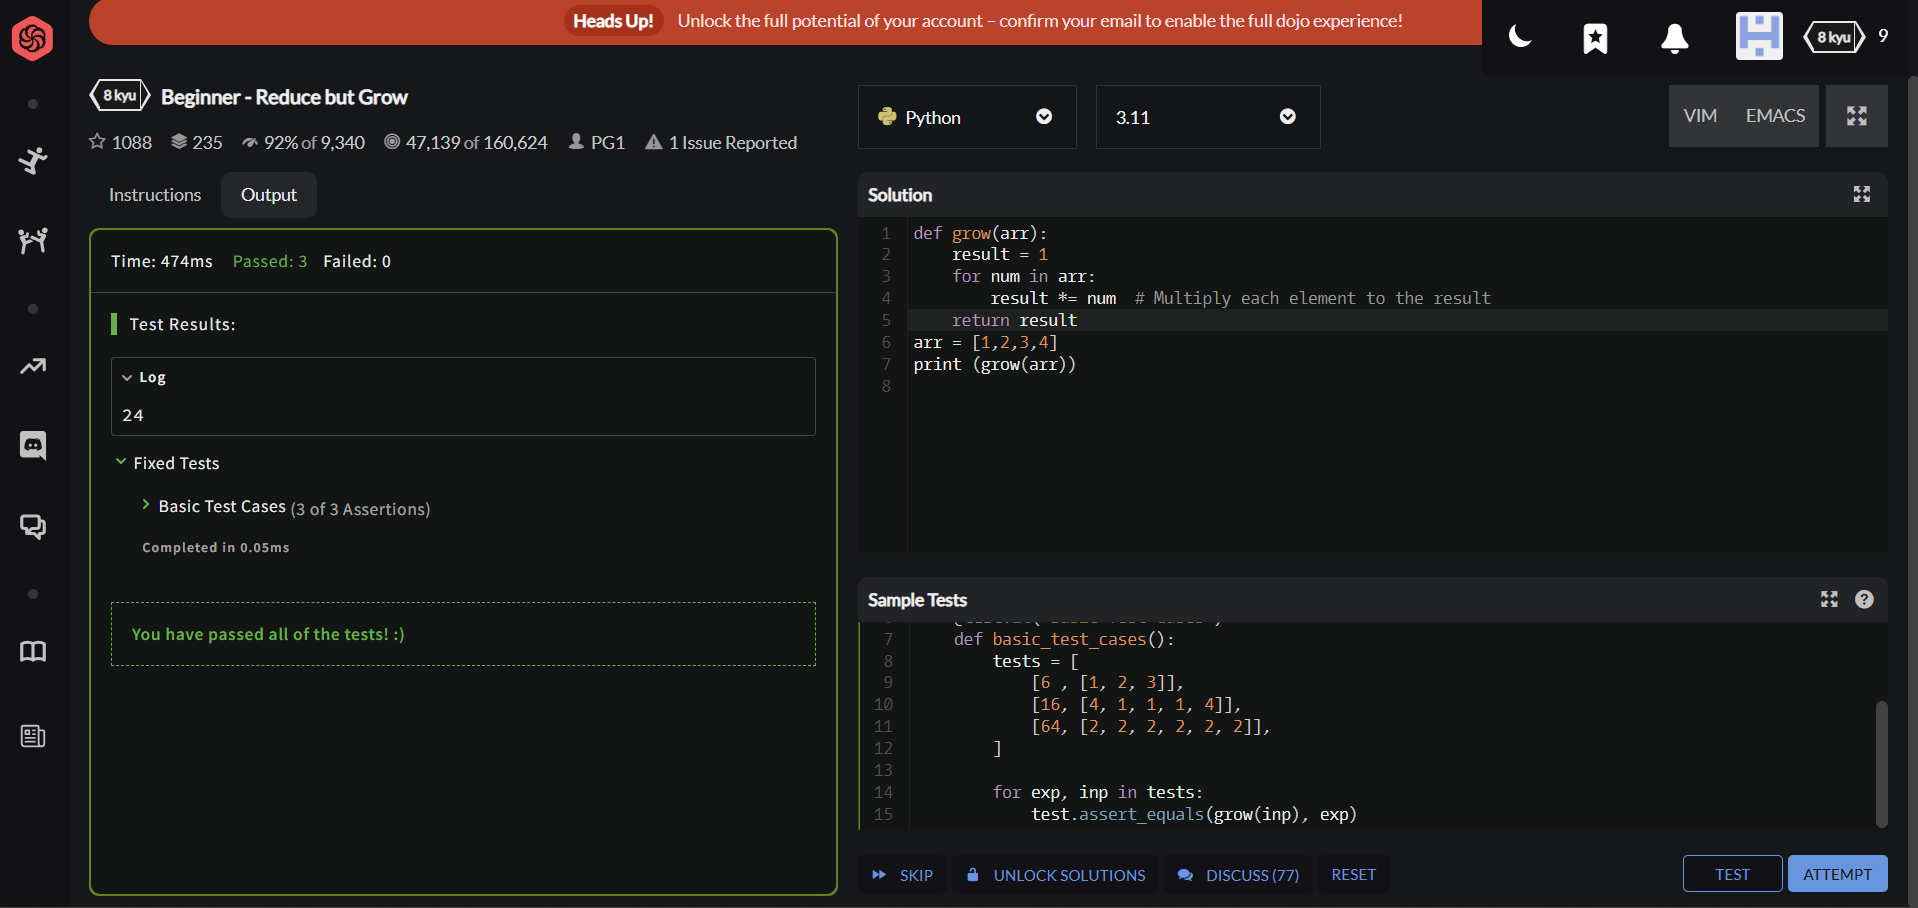 Heads Up! Unlock the full potential of your account – confirm your email to enable the full dojo experience!
8 kyu 9
8 kyu Beginner - Reduce but Grow
1088 235 92% of 9,340 47,139 of 160,624 PG1 1 Issue Reported
Instructions Output
Time: 474ms Passed: 3 Failed: 0
Test Results:
Log
24
Fixed Tests
Basic Test Cases (3 of 3 Assertions)
Completed in 0.05ms
You have passed all of the tests! :)
Python 3.11 VIM EMACS
Solution
1 def grow(arr):
2     result = 1
3     for num in arr:
4         result *= num  # Multiply each element to the result
5     return result
6 arr = [1,2,3,4]
7 print (grow(arr))
8
Sample Tests
7     def basic_test_cases():
8         tests = [
9             [6 , [1, 2, 3]],
10             [16, [4, 1, 1, 1, 4]],
11             [64, [2, 2, 2, 2, 2, 2]],
12         ]
13
14         for exp, inp in tests:
15             test.assert_equals(grow(inp), exp)
SKIP UNLOCK SOLUTIONS DISCUSS (77) RESET TEST ATTEMPT